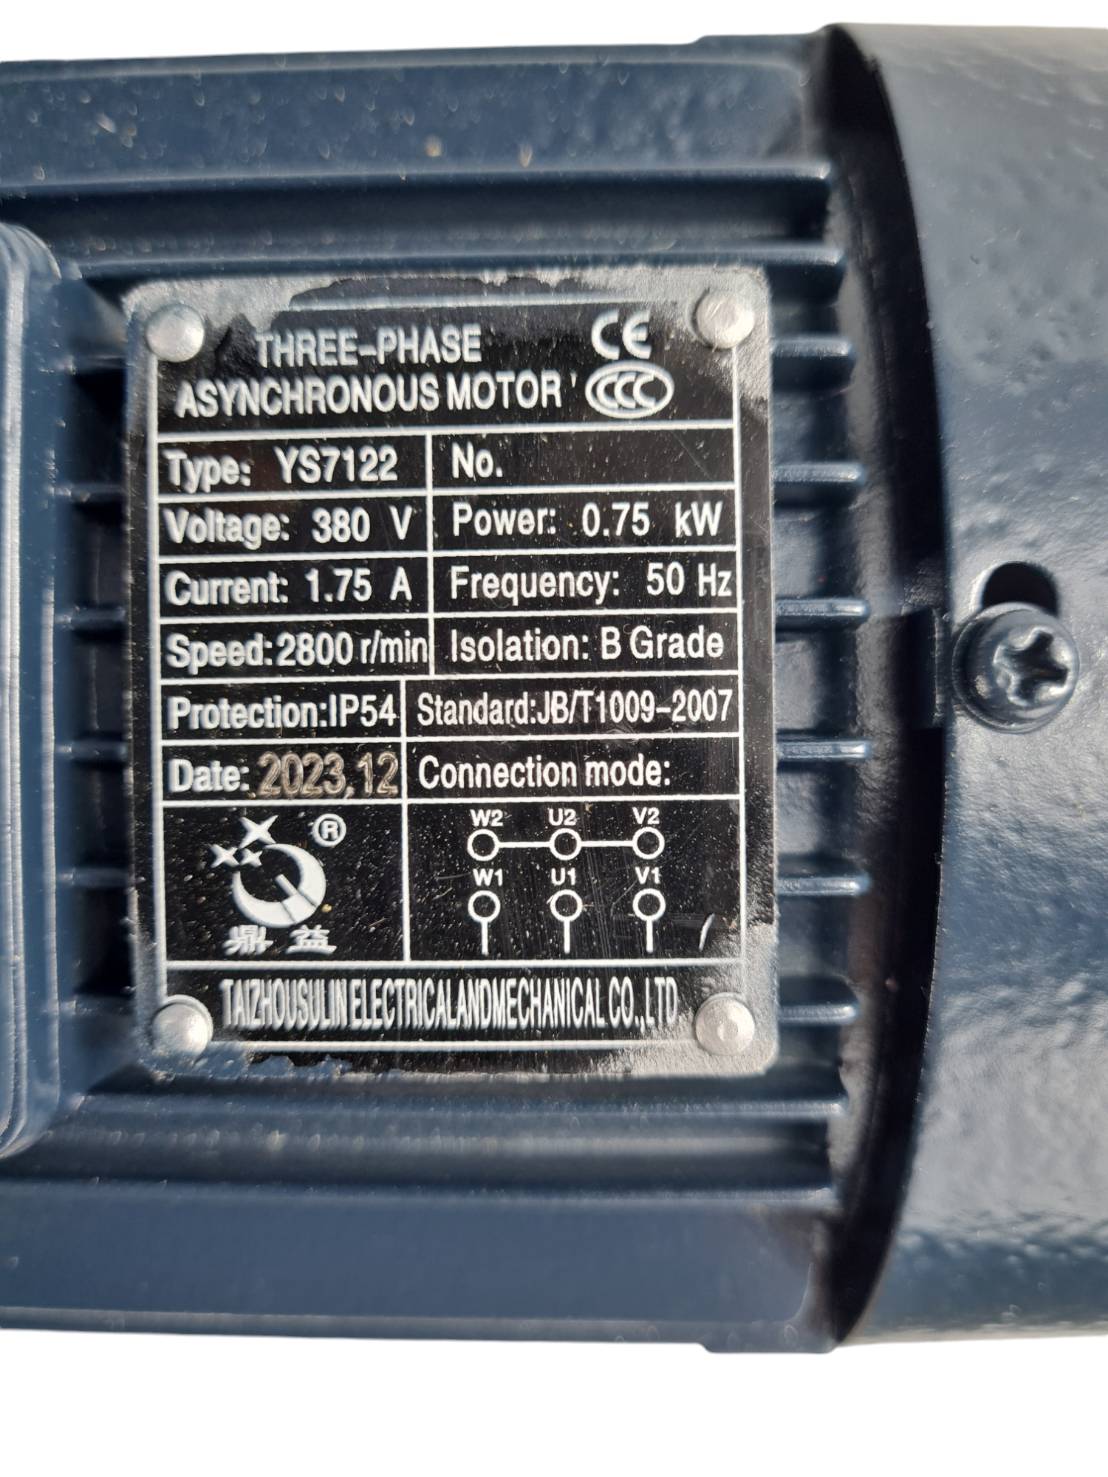 THREE-PHASE CE
ASYNCHRONOUS MOTOR CCC
Type: YS7122 No.
Voltage: 380 V Power: 0.75 kW
Current: 1.75 A Frequency: 50 Hz
Speed:2800 r/min Isolation: B Grade
Protection:IP54 Standard:JB/T1009-2007
Date: 2023,12 Connection mode:
W2 U2 V2
W1 U1 V1
X ®
XX
鼎益
TAIZHOUSULIN ELECTRICALANDMECHANICAL CO.,LTD